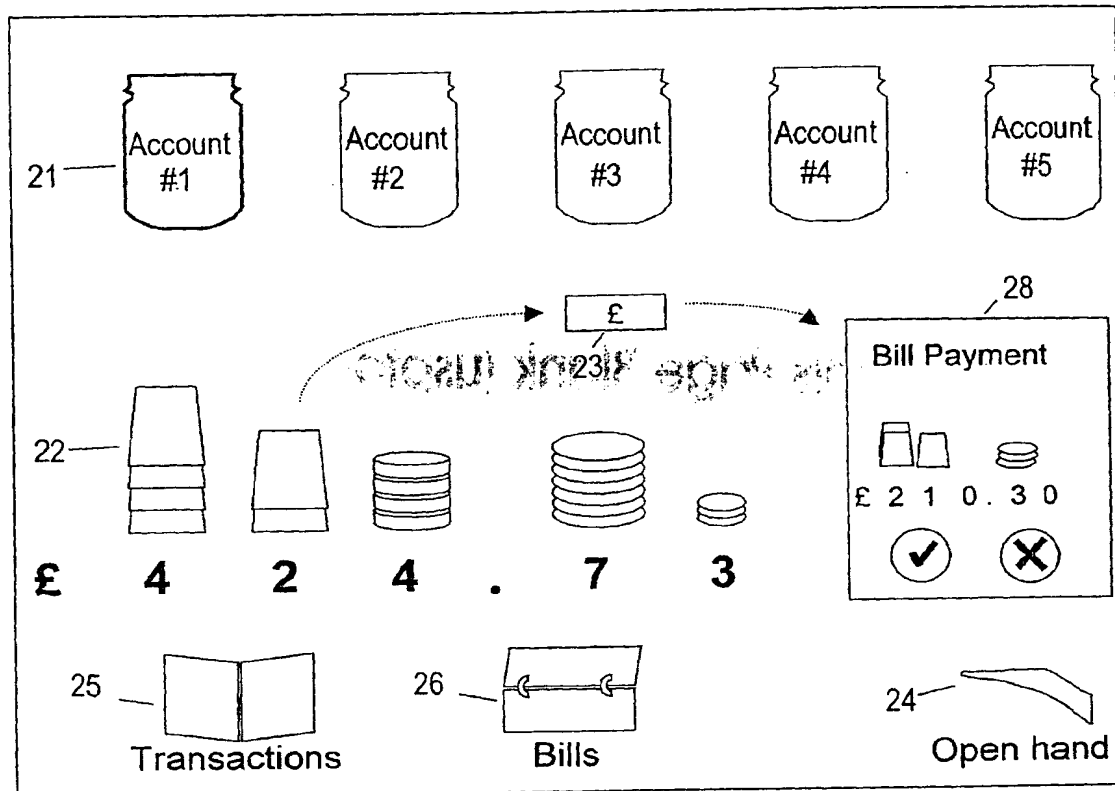 Account #1
Account #2
Account #3
Account #4
Account #5
21
£
23
28
Bill Payment
£ 2 1 0 . 3 0
22
£ 4 2 4 . 7 3
25
Transactions
26
Bills
24
Open hand